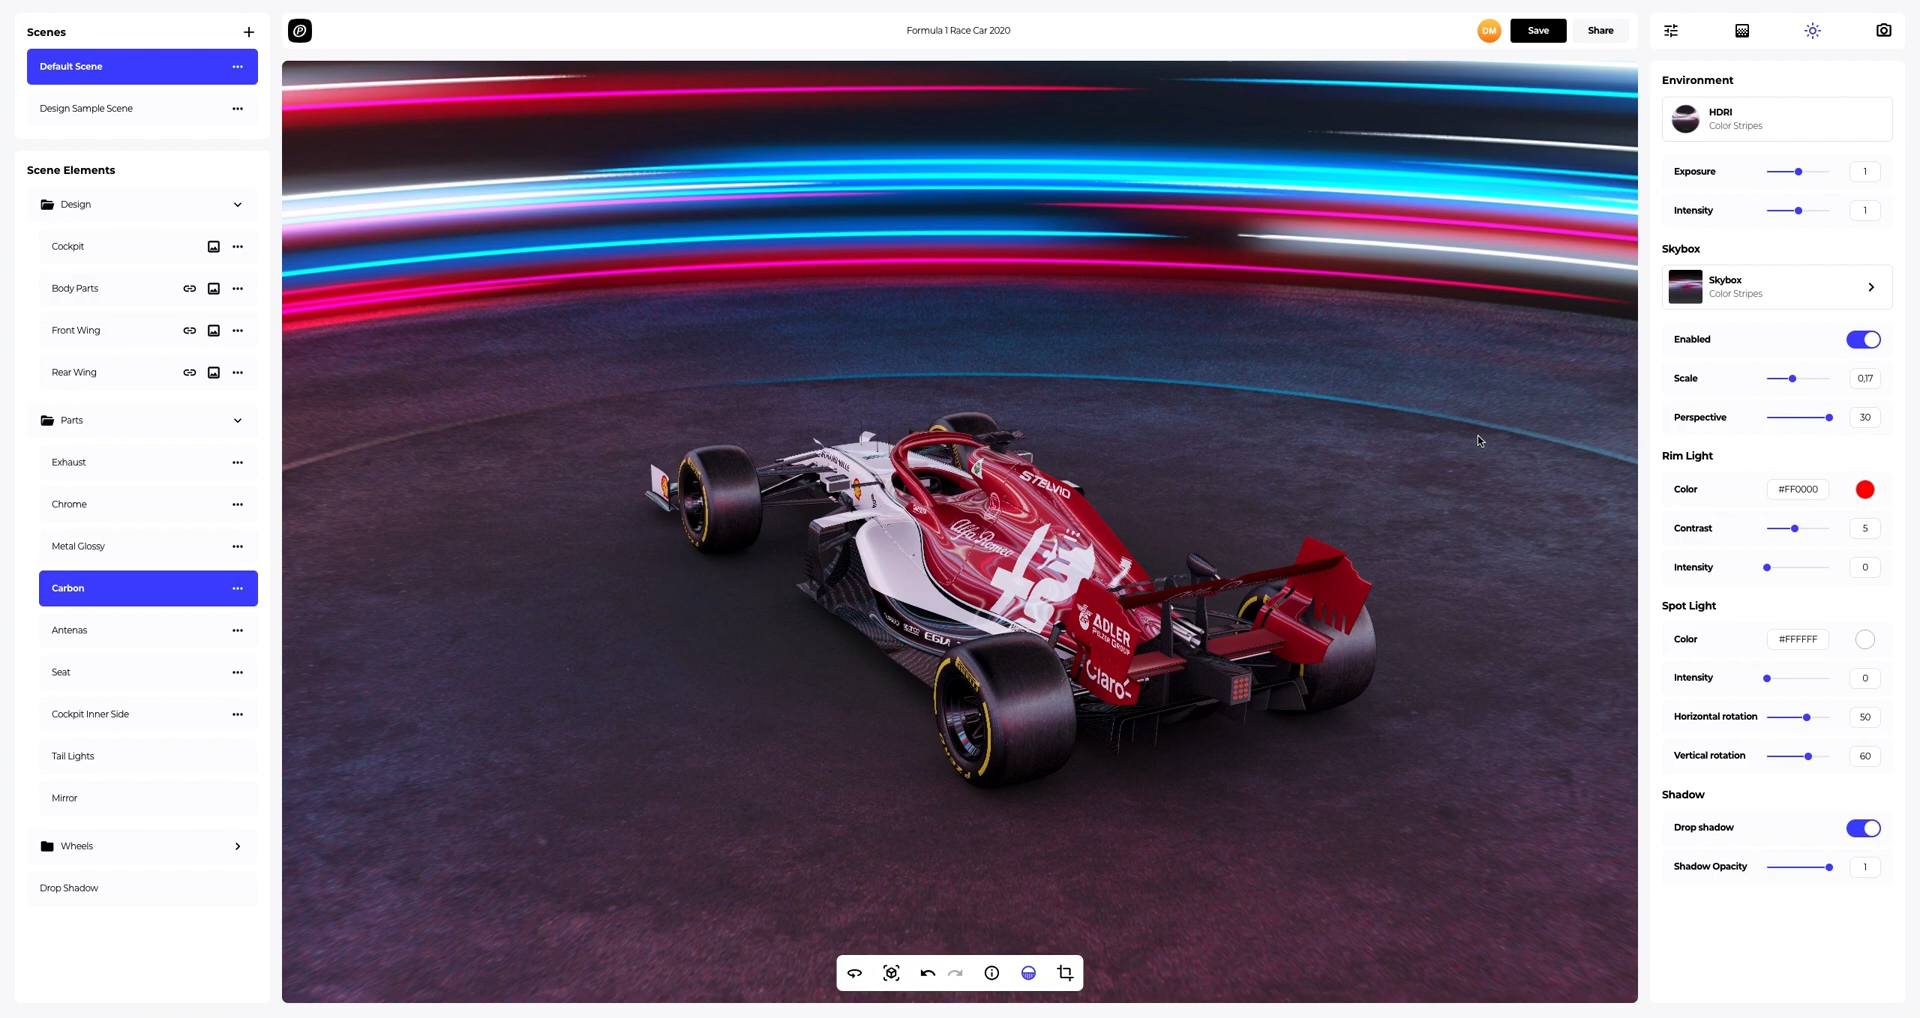 Scenes
Default Scene
Design Sample Scene
Scene Elements
Design
Cockpit
Body Parts
Front Wing
Rear Wing
Parts
Exhaust
Chrome
Metal Glossy
Carbon
Antenas
Seat
Cockpit Inner Side
Tail Lights
Mirror
Wheels
Drop Shadow
Formula 1 Race Car 2020
DM
Save
Share
STELVIO
Alfa Romeo
ADLER
PELZER GROUP
Claro
Environment
HDRI
Color Stripes
Exposure 1
Intensity 1
Skybox
Skybox
Color Stripes
Enabled
Scale 0,17
Perspective 30
Rim Light
Color #FF0000
Contrast 5
Intensity 0
Spot Light
Color #FFFFFF
Intensity 0
Horizontal rotation 50
Vertical rotation 60
Shadow
Drop shadow
Shadow Opacity 1